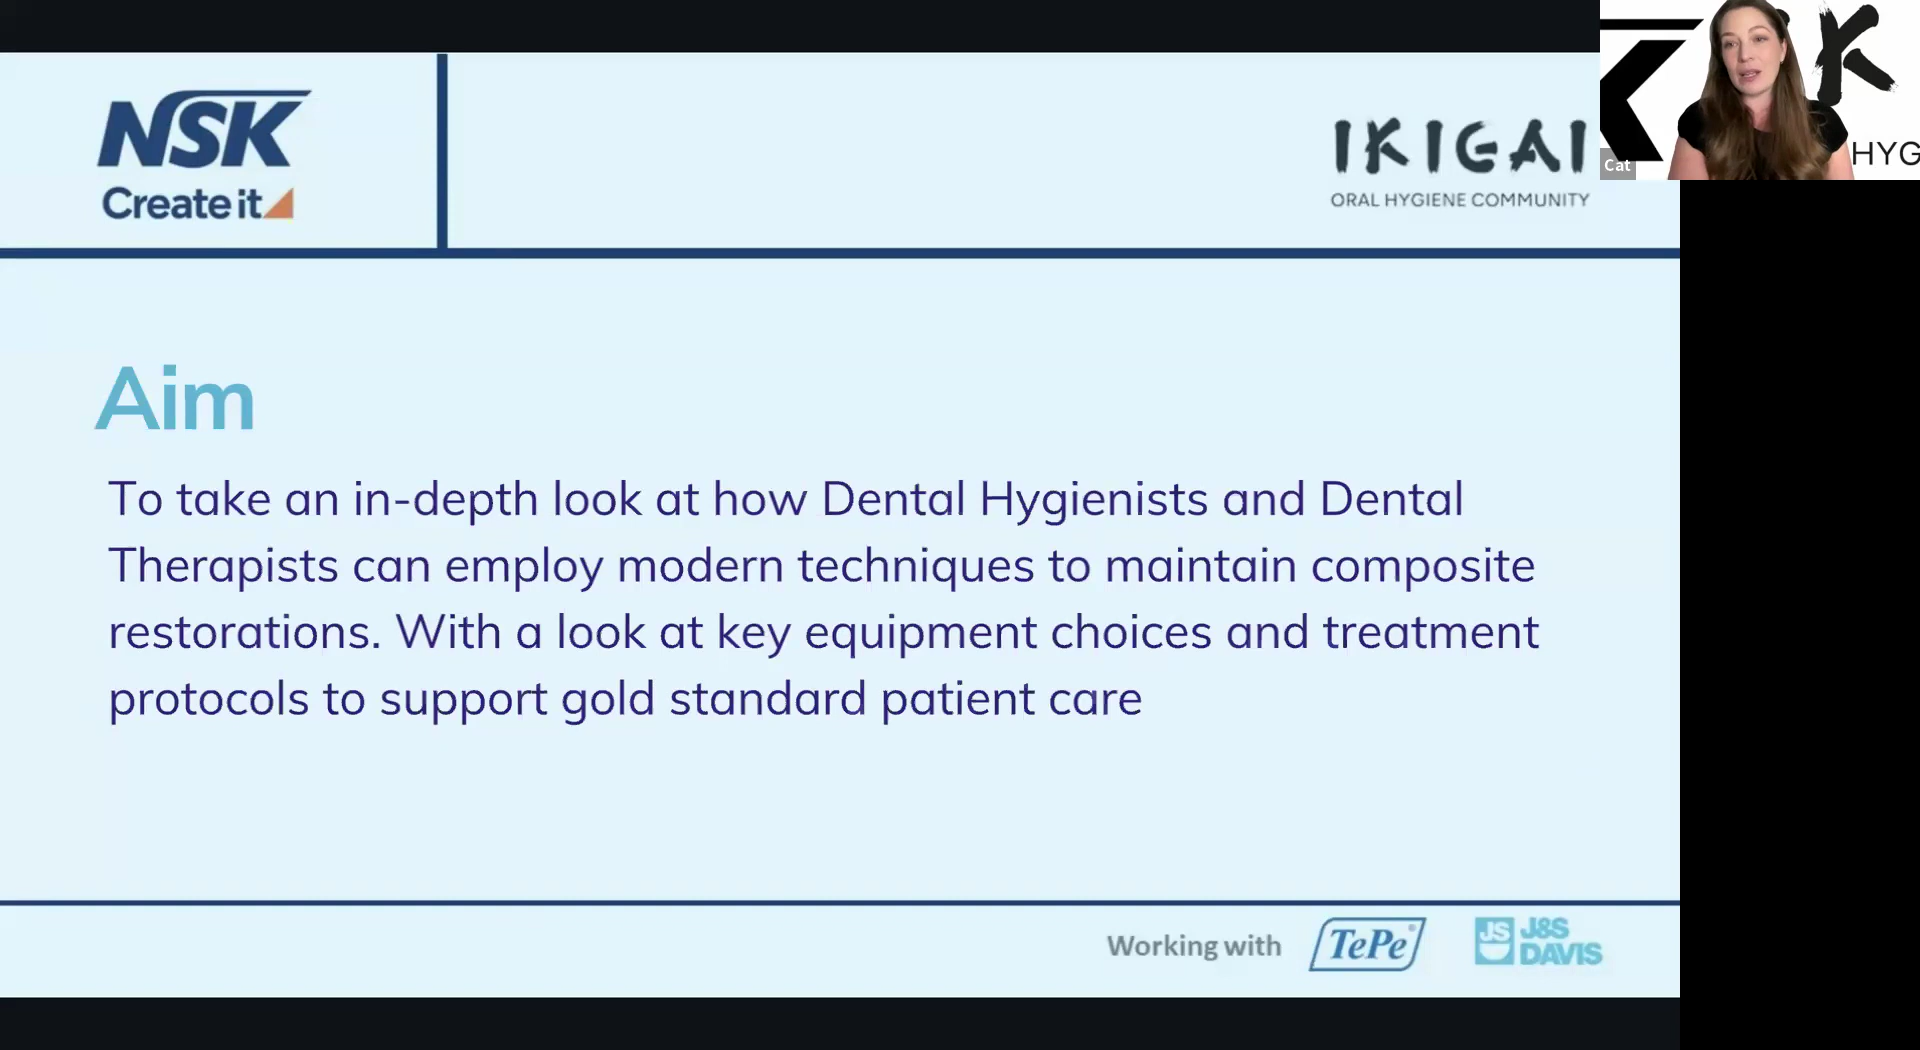 NSK
Create it
IKIGAI
ORAL HYGIENE COMMUNITY
K
HYG
Cat
Aim
To take an in-depth look at how Dental Hygienists and Dental
Therapists can employ modern techniques to maintain composite
restorations. With a look at key equipment choices and treatment
protocols to support gold standard patient care
Working with
TePe®
JS
J&S
DAVIS